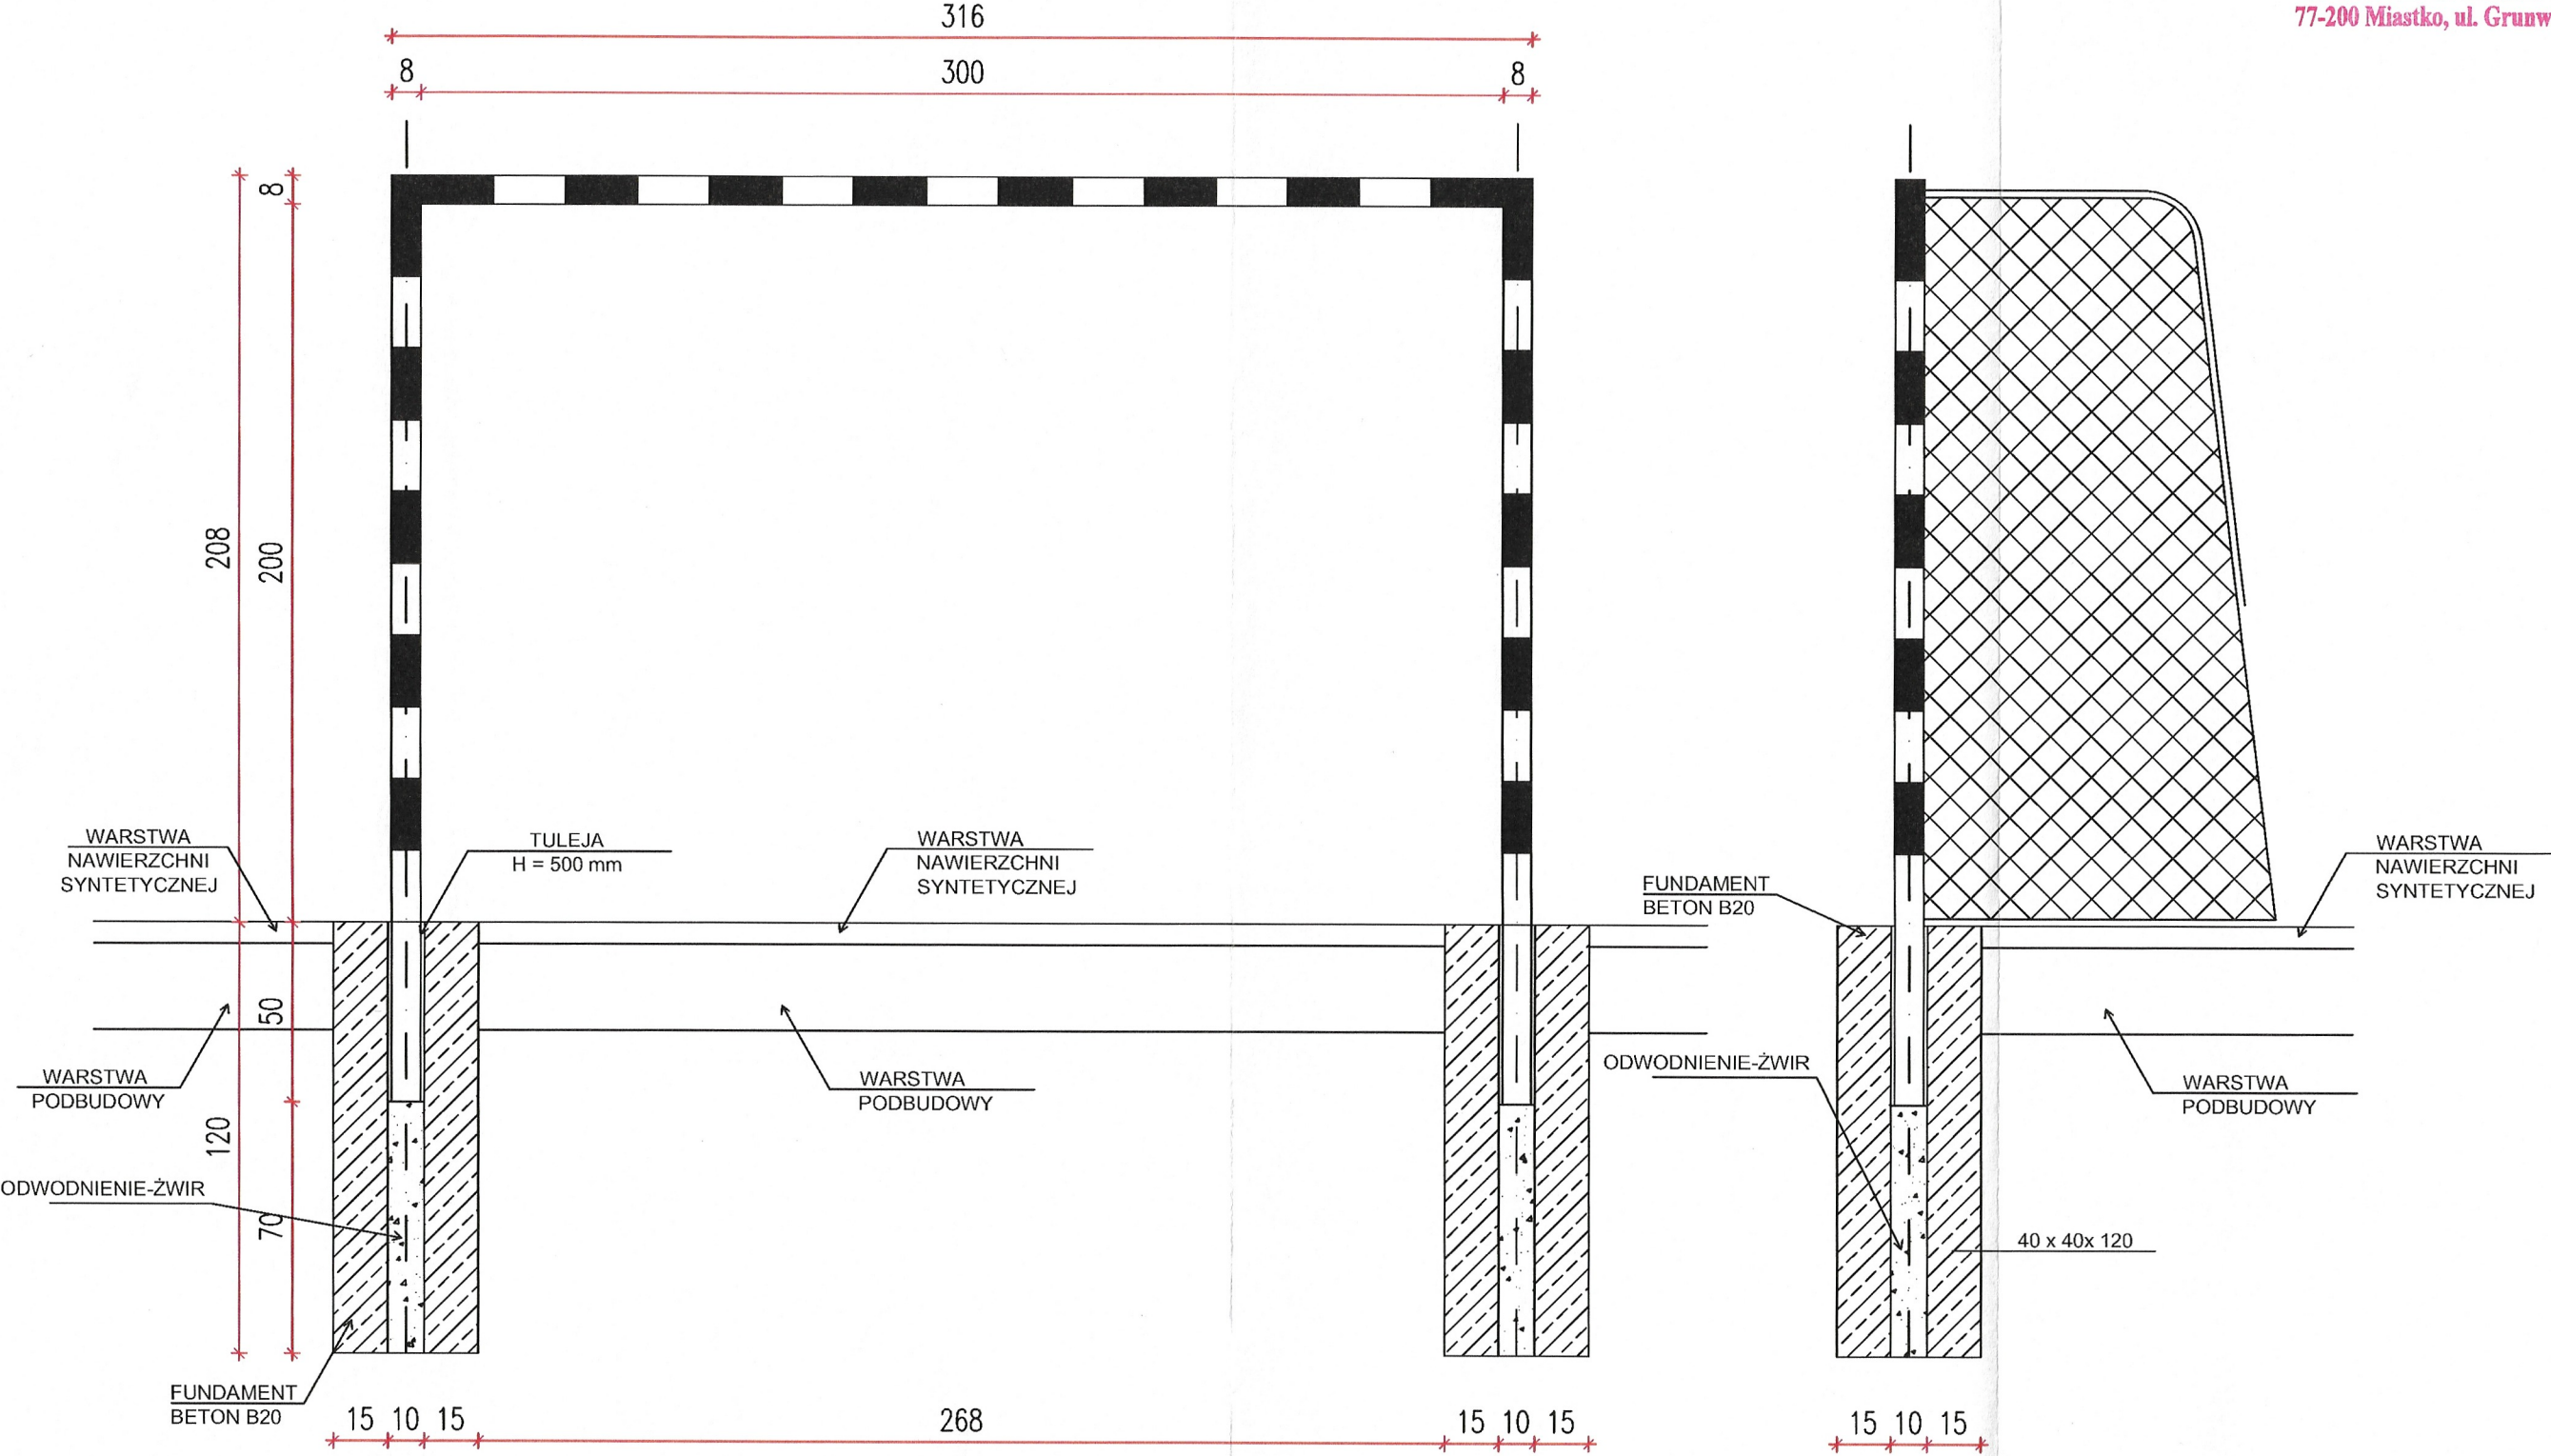 77-200 Miastko, ul. Grunw
316
8
300
8
8
208
200
WARSTWA
NAWIERZCHNI
SYNTETYCZNEJ
TULEJA
H = 500 mm
WARSTWA
NAWIERZCHNI
SYNTETYCZNEJ
FUNDAMENT
BETON B20
WARSTWA
NAWIERZCHNI
SYNTETYCZNEJ
50
120
70
WARSTWA
PODBUDOWY
WARSTWA
PODBUDOWY
ODWODNIENIE-ŻWIR
WARSTWA
PODBUDOWY
ODWODNIENIE-ŻWIR
40 x 40x 120
FUNDAMENT
BETON B20
15 10 15
268
15 10 15
15 10 15